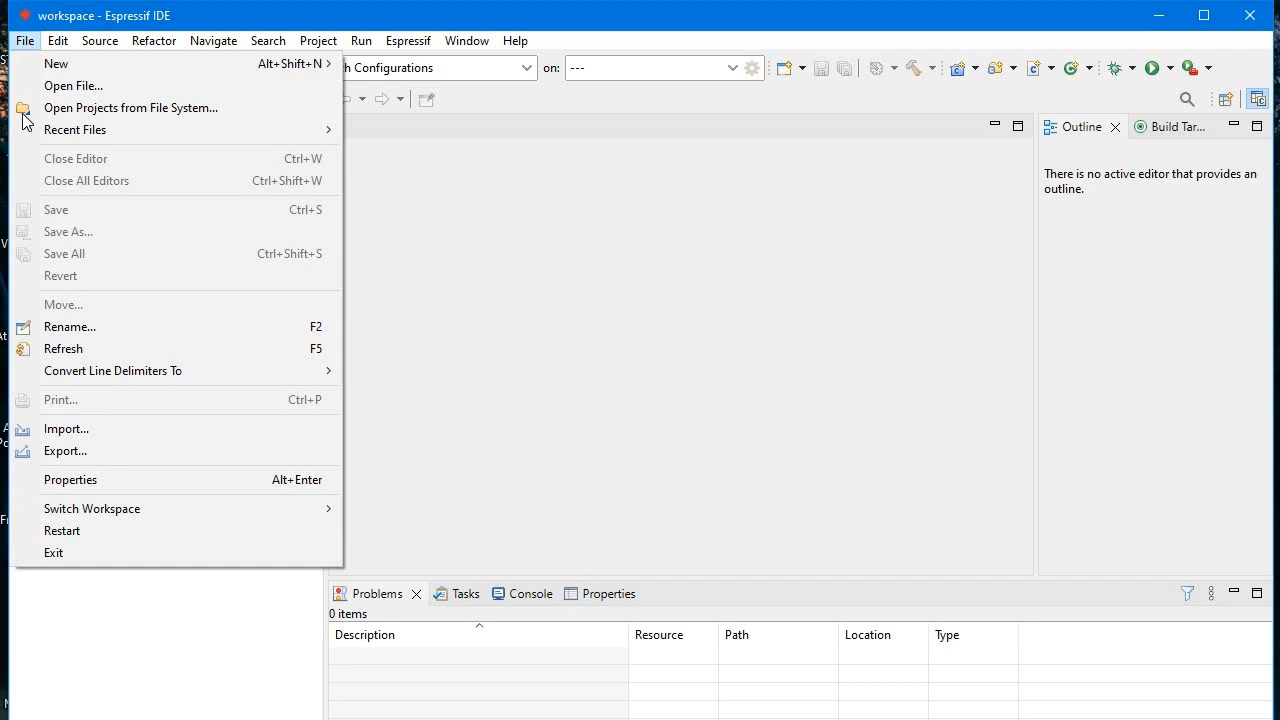 workspace - Espressif IDE
File Edit Source Refactor Navigate Search Project Run Espressif Window Help
New Alt+Shift+N
Open File...
Open Projects from File System...
Recent Files
Close Editor Ctrl+W
Close All Editors Ctrl+Shift+W
Save Ctrl+S
Save As...
Save All Ctrl+Shift+S
Revert
Move...
Rename... F2
Refresh F5
Convert Line Delimiters To
Print... Ctrl+P
Import...
Export...
Properties Alt+Enter
Switch Workspace
Restart
Exit
h Configurations on: ---
Outline Build Tar...
There is no active editor that provides an
outline.
Problems Tasks Console Properties
0 items
Description Resource Path Location Type